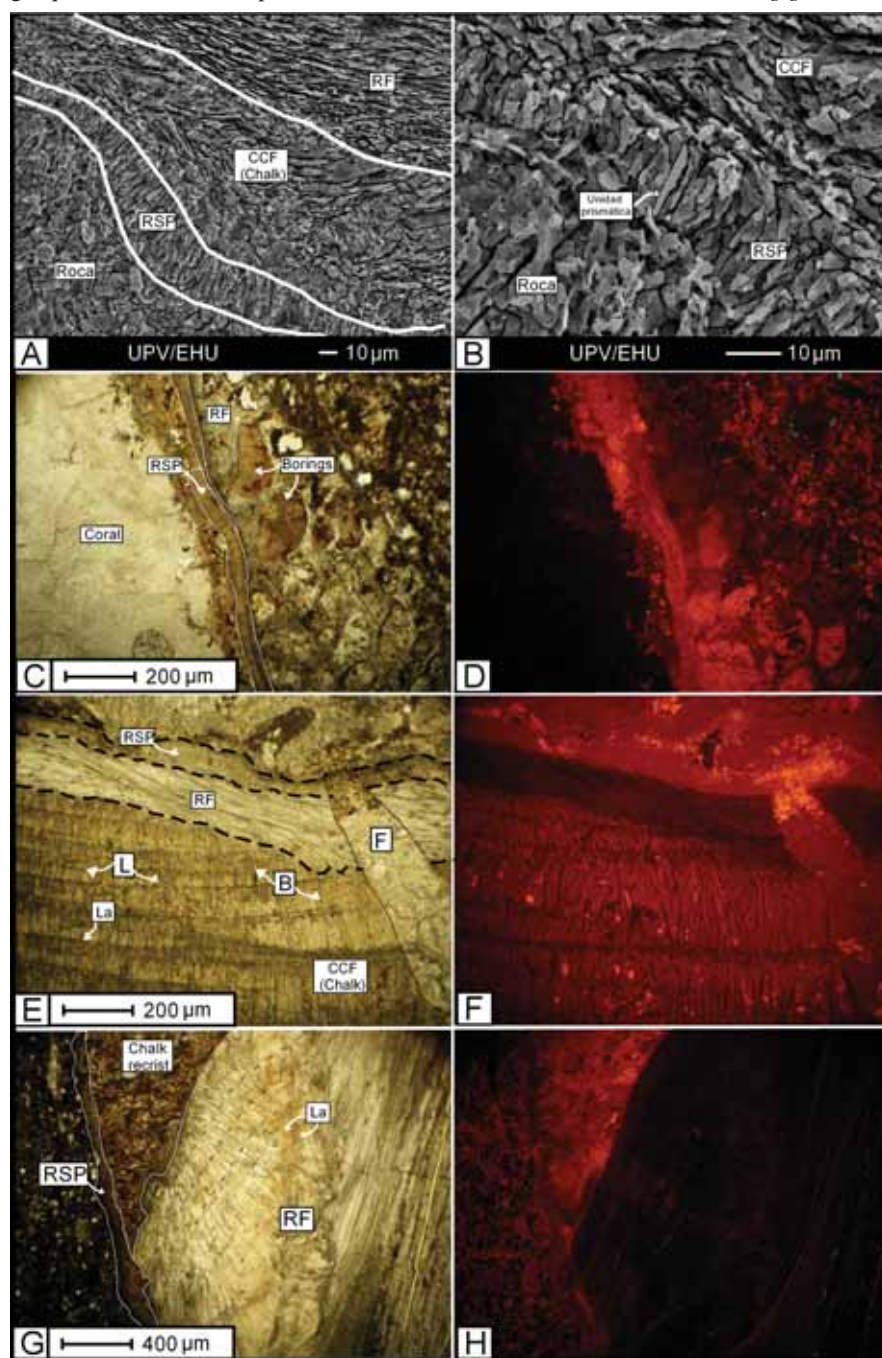 RF
CCF
(Chalk)
RSP
Roca
A
UPV/EHU
10 µm
CCF
Unidad
prismática
RSP
Roca
B
UPV/EHU
10 µm
RF
RSP
Borings
Coral
C
200 µm
D
RSP
RF
F
L
B
La
CCF
(Chalk)
E
200 µm
F
Chalk
recrist
La
RSP
RF
G
400 µm
H